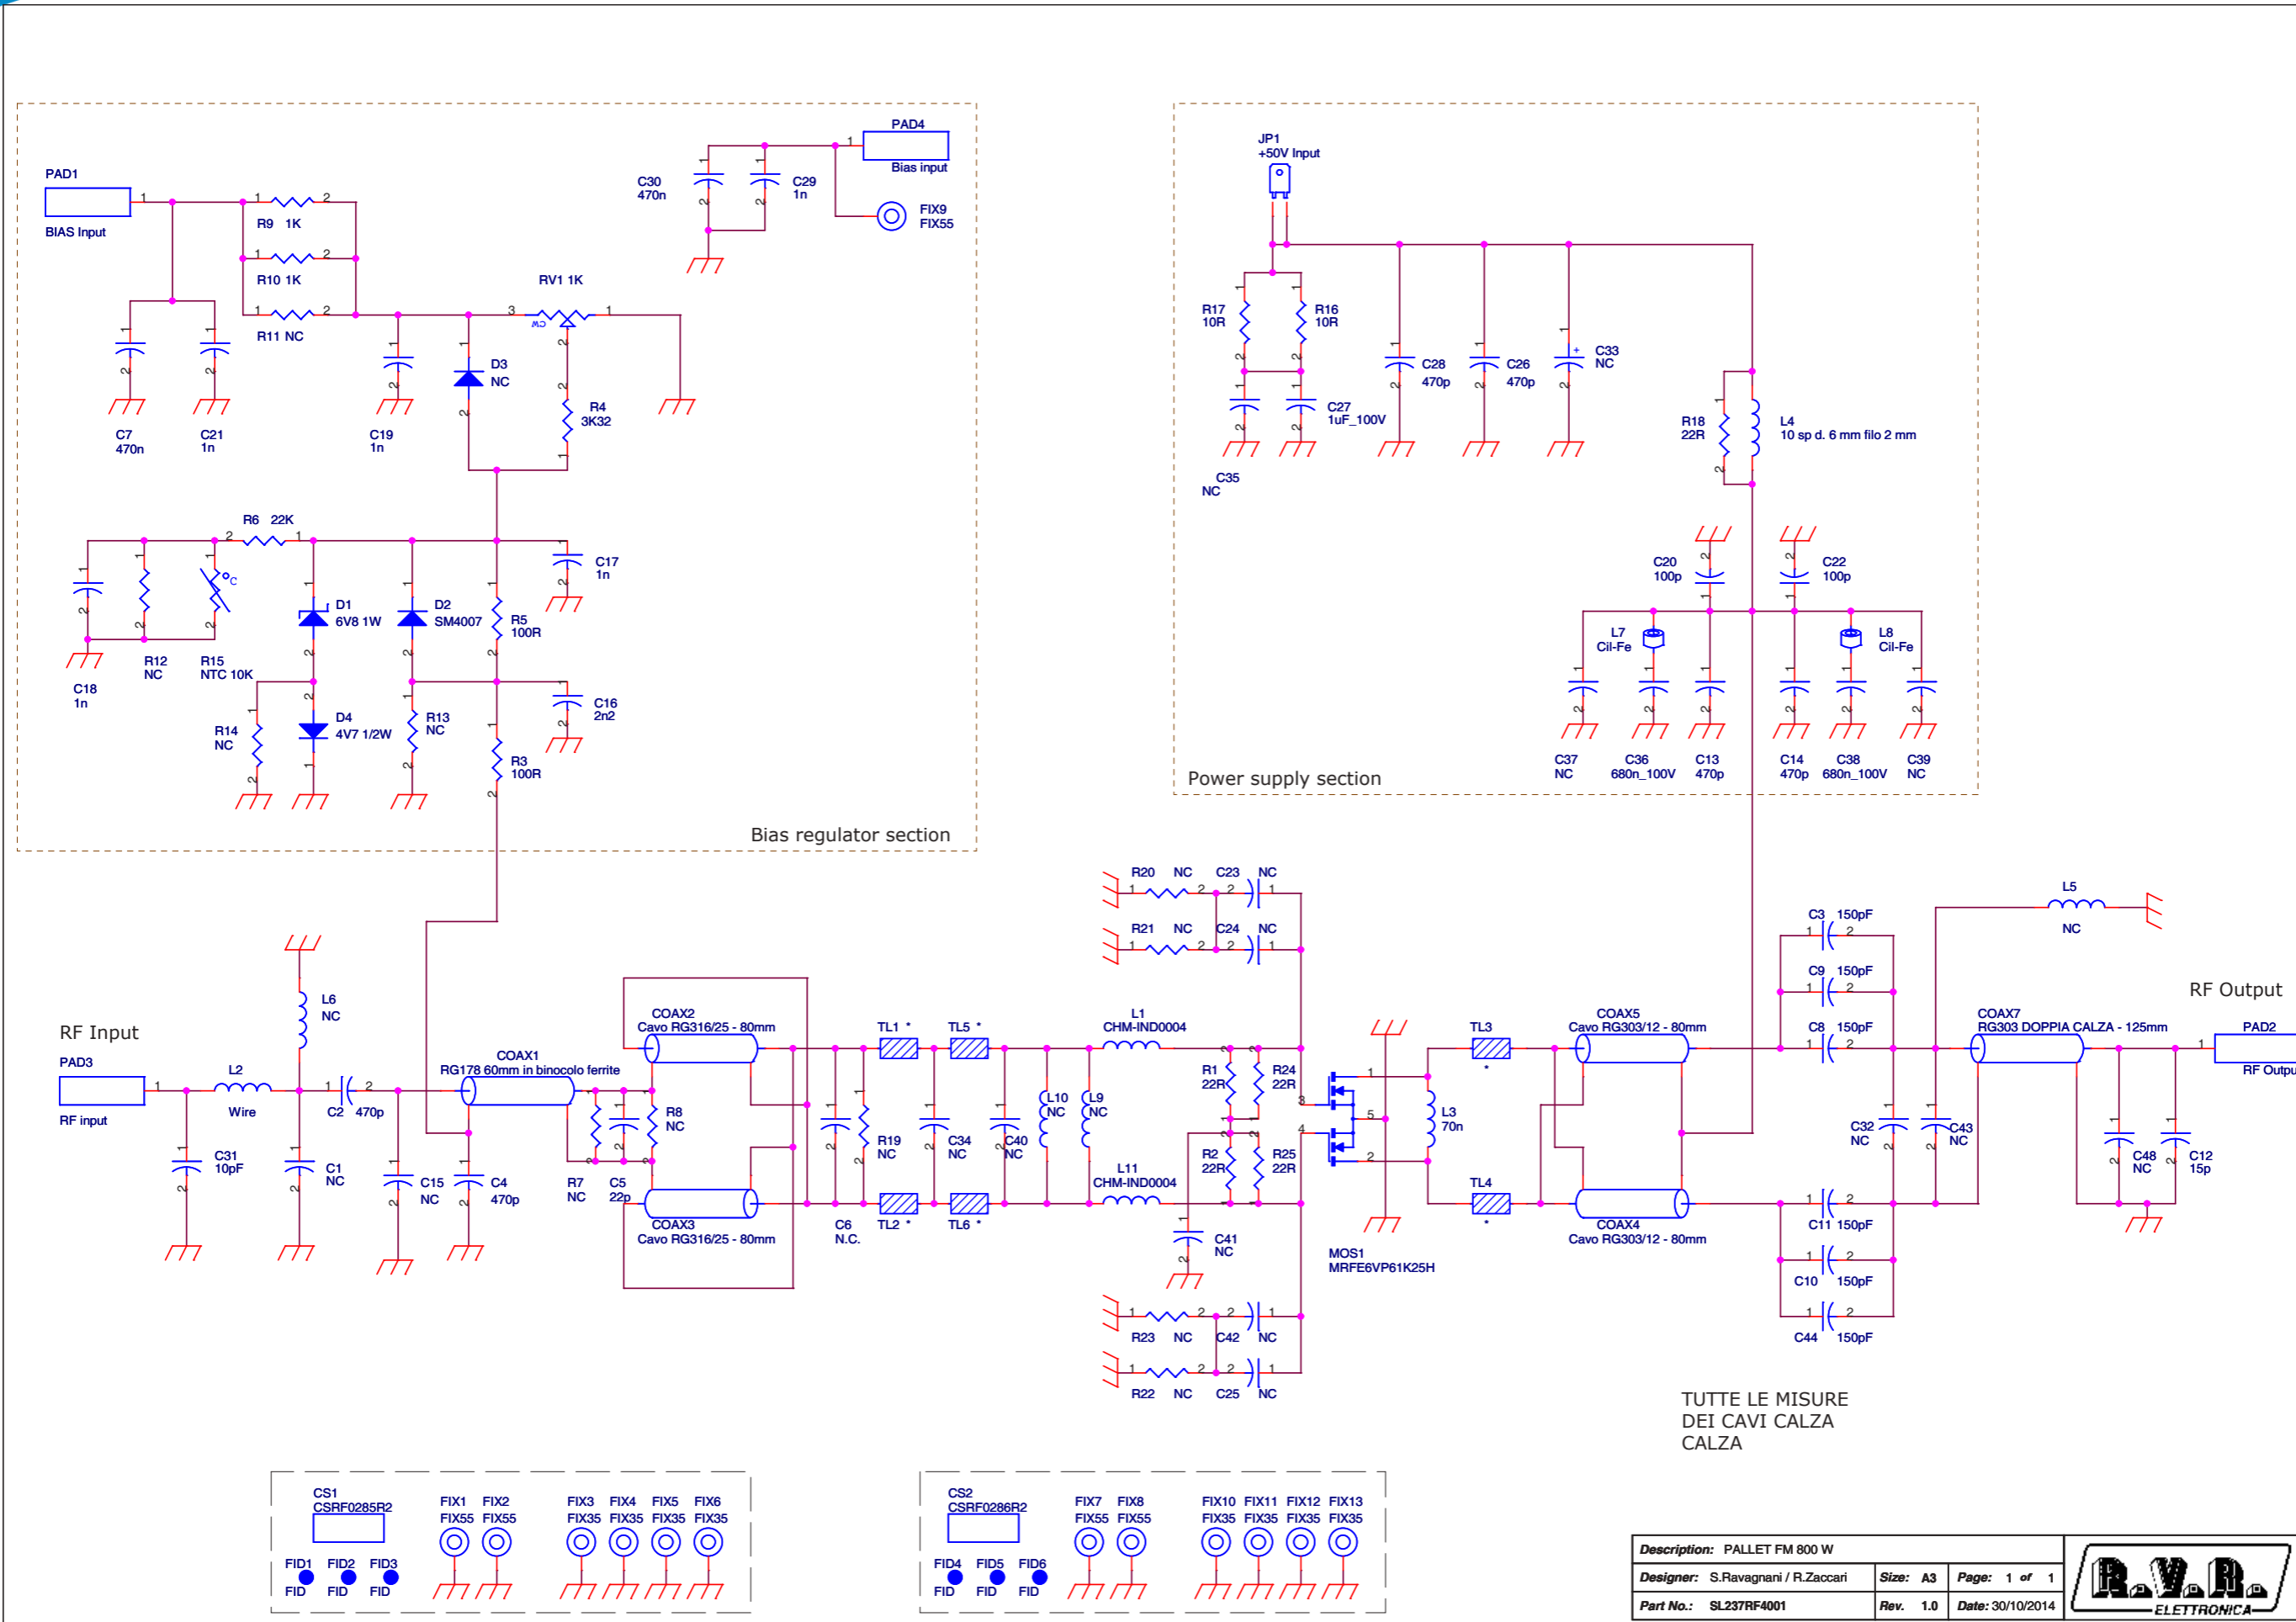 PAD1
BIAS Input
1
1 R9 1K 2
R10 1K 2
1 R11 NC 2
C7
470n
C21
1n
C19
1n
D3
NC
RV1 1K
3 CW 1
2
R4
3K32
C30
470n
C29
1n
PAD4
Bias input
FIX9
FIX55
R6 22K
C18
1n
R12
NC
R15
NTC 10K
°C
D1
6V8 1W
D2
SM4007
R5
100R
C17
1n
R14
NC
D4
4V7 1/2W
R13
NC
R3
100R
C16
2n2
Bias regulator section
JP1
+50V Input
R17
10R
R16
10R
C35
NC
C27
1uF_100V
C28
470p
C26
470p
C33
NC
R18
22R
L4
10 sp d. 6 mm filo 2 mm
C20
100p
C22
100p
L7
Cil-Fe
L8
Cil-Fe
C37
NC
C36
680n_100V
C13
470p
C14
470p
C38
680n_100V
C39
NC
Power supply section
RF Input
PAD3
RF input
L2
Wire
L6
NC
C31
10pF
C1
NC
C2 470p
C15
NC
C4
470p
COAX1
RG178 60mm in binocolo ferrite
R7
NC
C5
22p
R8
NC
COAX2
Cavo RG316/25 - 80mm
COAX3
Cavo RG316/25 - 80mm
C6
N.C.
R19
NC
TL1 *
TL5 *
TL2 *
TL6 *
C34
NC
C40
NC
L10
NC
L9
NC
L1
CHM-IND0004
L11
CHM-IND0004
R20 NC C23 NC
R21 NC C24 NC
R1
22R
R24
22R
R2
22R
R25
22R
C41
NC
R23 NC C42 NC
R22 NC C25 NC
MOS1
MRFE6VP61K25H
L3
70n
TL3
*
TL4
*
COAX5
Cavo RG303/12 - 80mm
COAX4
Cavo RG303/12 - 80mm
C3 150pF
C9 150pF
C8 150pF
C11 150pF
C10 150pF
C44 150pF
C32
NC
C43
NC
L5
NC
COAX7
RG303 DOPPIA CALZA - 125mm
C48
NC
C12
15p
RF Output
PAD2
RF Outpu
TUTTE LE MISURE
DEI CAVI CALZA
CALZA
CS1
CSRF0285R2
FID1 FID2 FID3
FID FID FID
FIX1 FIX2 FIX3 FIX4 FIX5 FIX6
FIX55 FIX55 FIX35 FIX35 FIX35 FIX35
CS2
CSRF0286R2
FID4 FID5 FID6
FID FID FID
FIX7 FIX8 FIX10 FIX11 FIX12 FIX13
FIX55 FIX55 FIX35 FIX35 FIX35 FIX35
Description: PALLET FM 800 W
Designer: S.Ravagnani / R.Zaccari Size: A3 Page: 1 of 1
Part No.: SL237RF4001 Rev. 1.0 Date: 30/10/2014
R.V.R.
ELETTRONICA